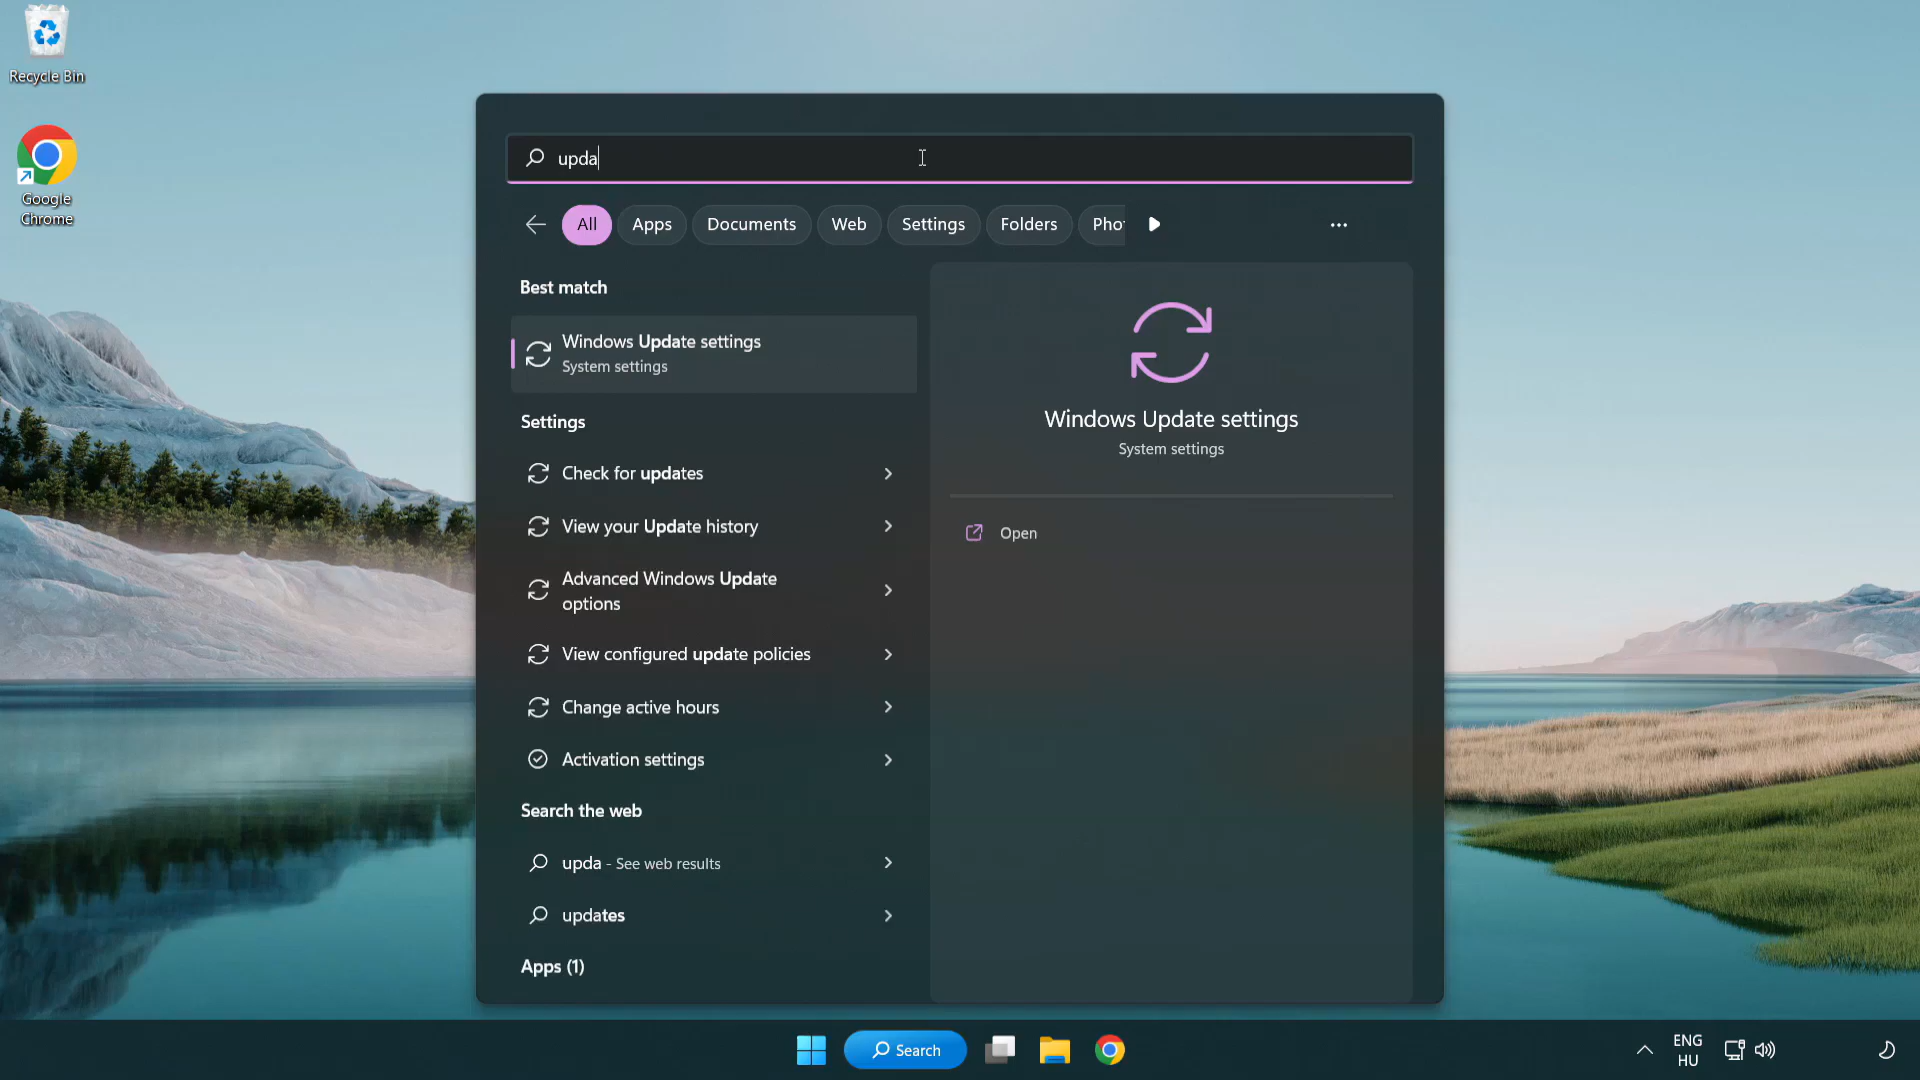 Recycle Bin
Google
Chrome
upda
All
Apps
Documents
Web
Settings
Folders
Best match
Windows Update settings
System settings
Settings
Check for updates
View your Update history
Advanced Windows Update
options
View configured update policies
Change active hours
Activation settings
Search the web
upda - See web results
updates
Apps (1)
Windows Update settings
System settings
Open
Search
ENG
HU